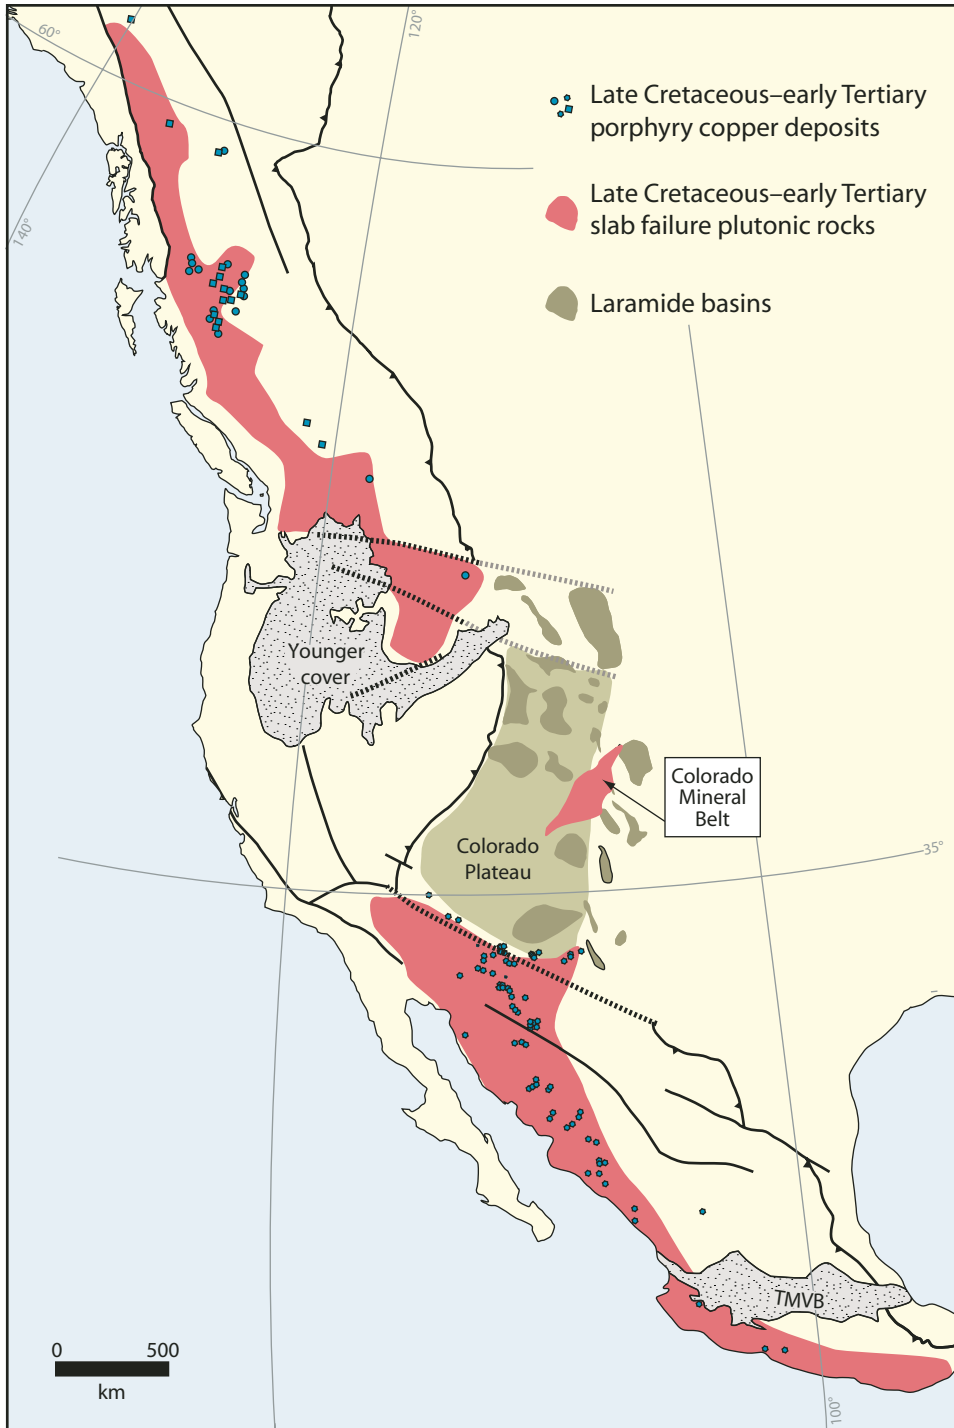 60°
120°
140°
Late Cretaceous–early Tertiary
porphyry copper deposits
Late Cretaceous–early Tertiary
slab failure plutonic rocks
Laramide basins
Younger
cover
Colorado
Mineral
Belt
Colorado
Plateau
35°
TMVB
0 500
km
100°